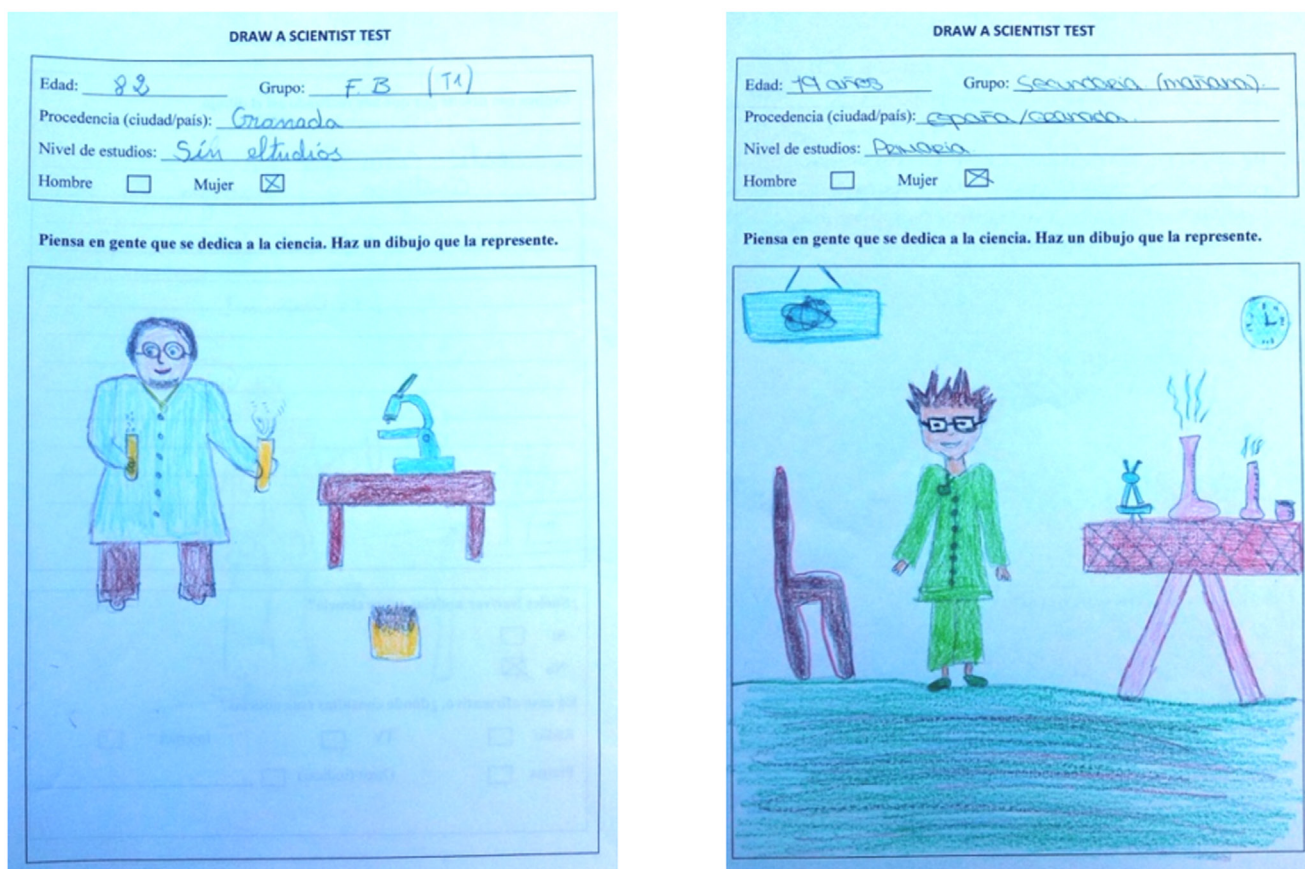 DRAW A SCIENTIST TEST
Edad: 82 Grupo: F.B (T1)
Procedencia (ciudad/país): Granada
Nivel de estudios: Sin eltudios
Hombre Mujer
Piensa en gente que se dedica a la ciencia. Haz un dibujo que la represente.
DRAW A SCIENTIST TEST
Edad: 19 años Grupo: Secundaria (mañana).
Procedencia (ciudad/país): España/Granada.
Nivel de estudios: Primaria
Hombre Mujer
Piensa en gente que se dedica a la ciencia. Haz un dibujo que la represente.